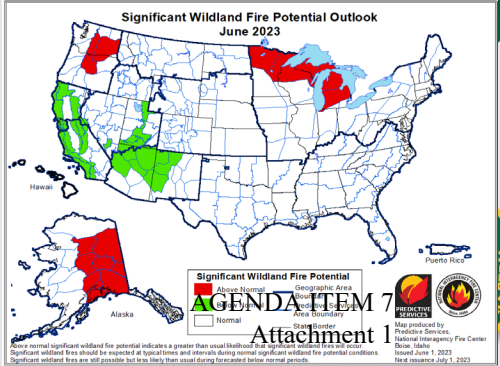 Significant Wildland Fire Potential Outlook
June 2023
Hawaii
Alaska
Puerto Rico
Significant Wildland Fire Potential
Above Normal
Below Normal
Normal
Geographic Area
Boundary
Predictive Services
Area Boundary
State Border
AGENDA ITEM 7
Attachment 1
PREDICTIVE
SERVICES
Map produced by
Predictive Services,
National Interagency Fire Center
Boise, Idaho
Issued June 1, 2023
Next issuance July 1, 2023
Above normal significant wildland fire potential indicates a greater than usual likelihood that significant wildland fires will occur.
Significant wildland fires should be expected at typical times and intervals during normal significant wildland fire potential conditions
Significant wildland fires are still possible but less likely than usual during forecasted below normal periods